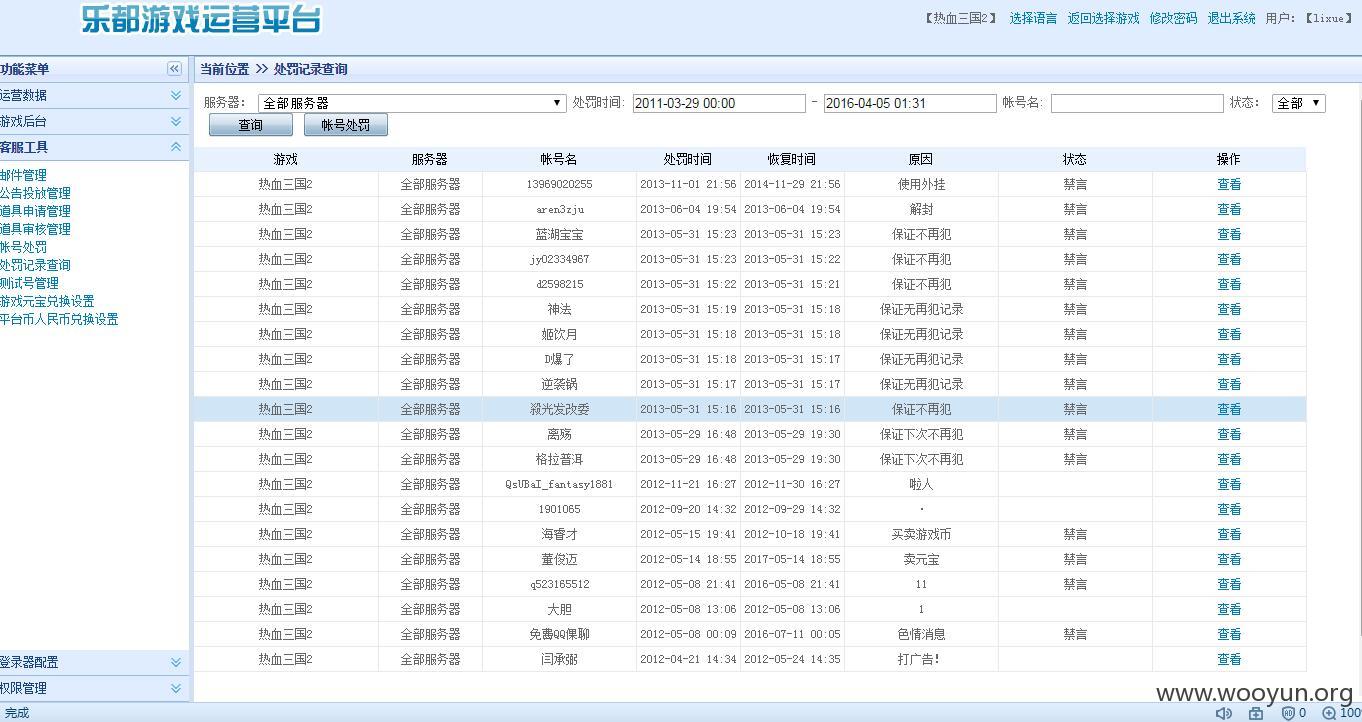 乐都游戏运营平台
【热血三国2】 选择语言 返回选择游戏 修改密码 退出系统 用户: 【lixue】
功能菜单
当前位置 >> 处罚记录查询
运营数据
游戏后台
客服工具
邮件管理
公告投放管理
道具申请管理
道具审核管理
帐号处罚
处罚记录查询
测试号管理
游戏元宝兑换设置
平台币人民币兑换设置
登录器配置
权限管理
服务器: 全部服务器 处罚时间: 2011-03-29 00:00 - 2016-04-05 01:31 帐号名: 状态: 全部
查询 帐号处罚
游戏 服务器 帐号名 处罚时间 恢复时间 原因 状态 操作
热血三国2 全部服务器 13969020255 2013-11-01 21:56 2014-11-29 21:56 使用外挂 禁言 查看
热血三国2 全部服务器 aren3zju 2013-06-04 19:54 2013-06-04 19:54 解封 禁言 查看
热血三国2 全部服务器 蓝湖宝宝 2013-05-31 15:23 2013-05-31 15:23 保证不再犯 禁言 查看
热血三国2 全部服务器 jy02334967 2013-05-31 15:23 2013-05-31 15:22 保证不再犯 禁言 查看
热血三国2 全部服务器 d2598215 2013-05-31 15:22 2013-05-31 15:21 保证不再犯 禁言 查看
热血三国2 全部服务器 神法 2013-05-31 15:19 2013-05-31 15:18 保证无再犯记录 禁言 查看
热血三国2 全部服务器 姬饮月 2013-05-31 15:18 2013-05-31 15:18 保证无再犯记录 禁言 查看
热血三国2 全部服务器 D爆了 2013-05-31 15:18 2013-05-31 15:17 保证无再犯记录 禁言 查看
热血三国2 全部服务器 逆袭锅 2013-05-31 15:17 2013-05-31 15:17 保证无再犯记录 禁言 查看
热血三国2 全部服务器 殺光发改委 2013-05-31 15:16 2013-05-31 15:16 保证不再犯 禁言 查看
热血三国2 全部服务器 离殇 2013-05-29 16:48 2013-05-29 19:30 保证下次不再犯 禁言 查看
热血三国2 全部服务器 格拉普洱 2013-05-29 16:48 2013-05-29 19:30 保证下次不再犯 禁言 查看
热血三国2 全部服务器 QsUBaI_fantasy1881 2012-11-21 16:27 2012-11-30 16:27 啦人 查看
热血三国2 全部服务器 1901065 2012-09-20 14:32 2012-09-29 14:32 . 查看
热血三国2 全部服务器 海睿才 2012-05-15 19:41 2012-10-18 19:41 买卖游戏币 禁言 查看
热血三国2 全部服务器 董俊迈 2012-05-14 18:55 2017-05-14 18:55 卖元宝 禁言 查看
热血三国2 全部服务器 q523165512 2012-05-08 21:41 2016-05-08 21:41 11 禁言 查看
热血三国2 全部服务器 大胆 2012-05-08 13:06 2012-05-08 13:06 1 查看
热血三国2 全部服务器 免费QQ倮聊 2012-05-08 00:09 2016-07-11 00:05 色情消息 禁言 查看
热血三国2 全部服务器 闫承弼 2012-04-21 14:34 2012-05-24 14:35 打广告! 查看
www.wooyun.org
完成 0 100